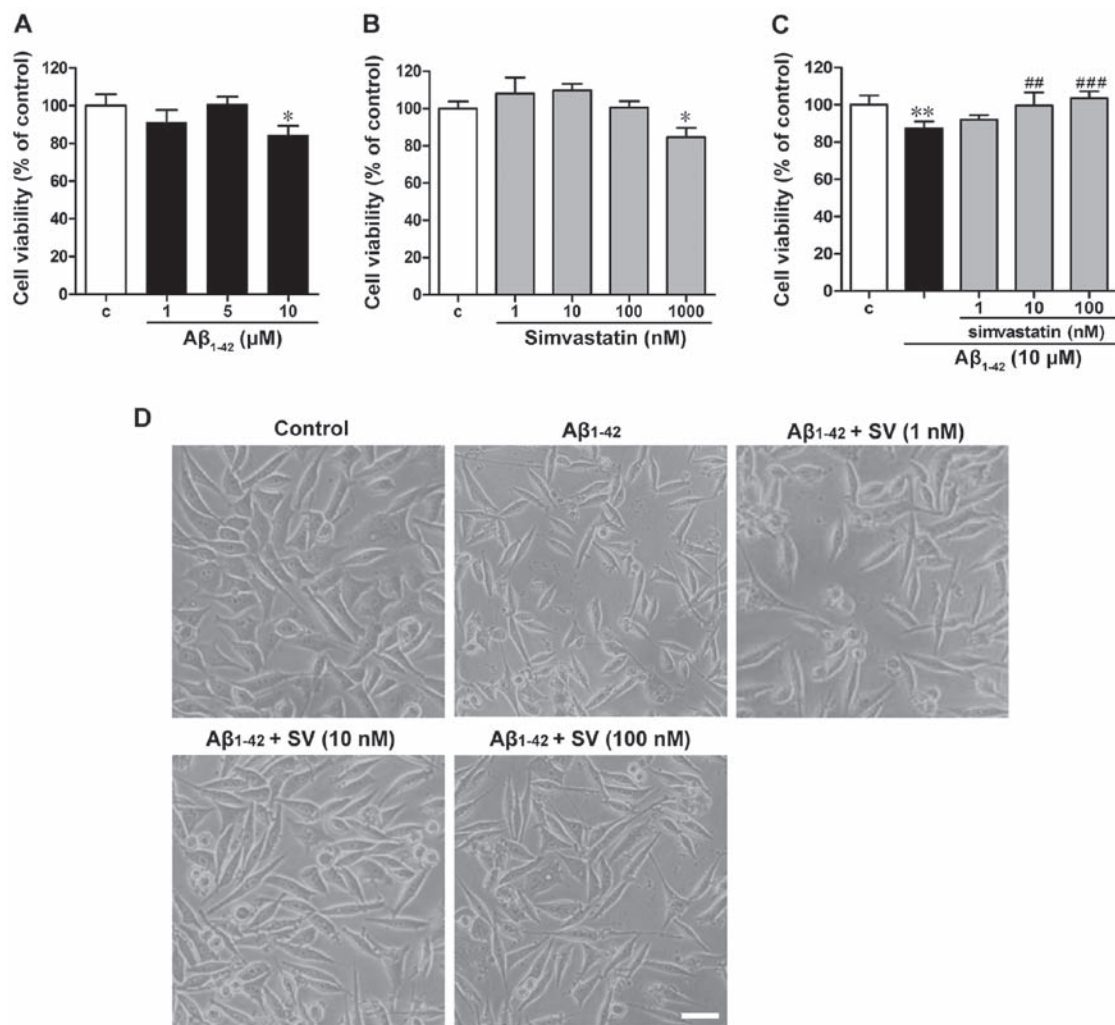 A
Cell viability (% of control)
120
100
80
60
40
20
0
*
c
1
5
10
Aβ1-42 (μM)
B
Cell viability (% of control)
120
100
80
60
40
20
0
*
c
1
10
100
1000
Simvastatin (nM)
C
Cell viability (% of control)
120
100
80
60
40
20
0
**
##
###
c
1
10
100
simvastatin (nM)
Aβ1-42 (10 μM)
D
Control
Aβ1-42
Aβ1-42 + SV (1 nM)
Aβ1-42 + SV (10 nM)
Aβ1-42 + SV (100 nM)